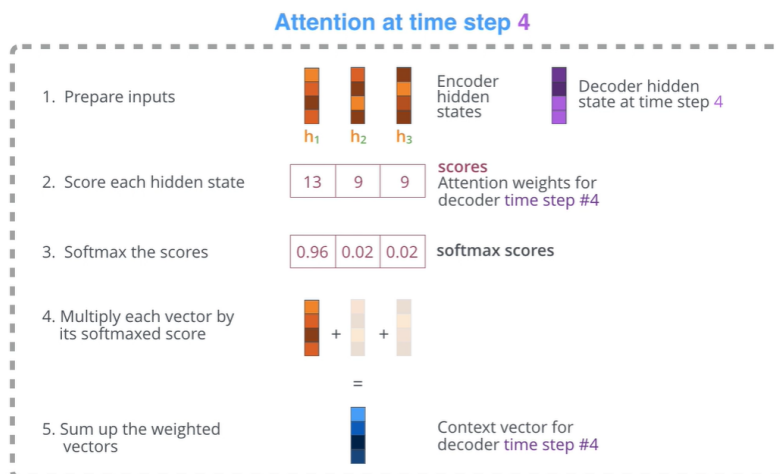 Attention at time step 4
1. Prepare inputs
Encoder
hidden
states
Decoder hidden
state at time step 4
h1 h2 h3
2. Score each hidden state
13 9 9
scores
Attention weights for
decoder time step #4
3. Softmax the scores
0.96 0.02 0.02
softmax scores
4. Multiply each vector by
its softmaxed score
+ +
=
5. Sum up the weighted
vectors
Context vector for
decoder time step #4